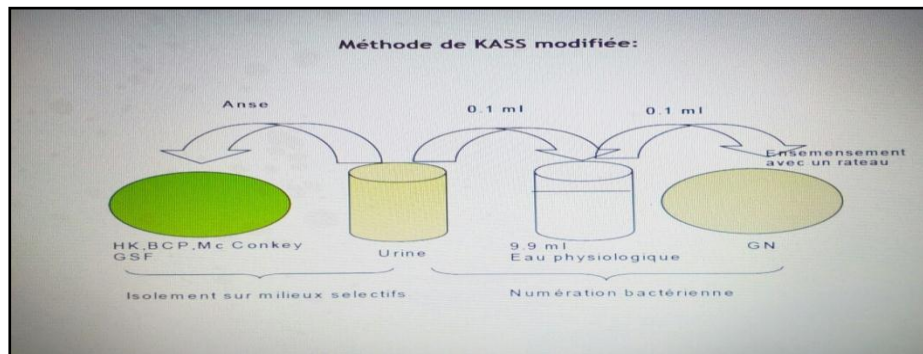 Méthode de KASS modifiée:
Anse
0.1 ml
0.1 ml
Ensemensement
avec un rateau
HK,BCP,Mc Conkey
GSF
Urine
9.9 ml
Eau physiologique
GN
Isolement sur milieux selectifs
Numération bactérienne